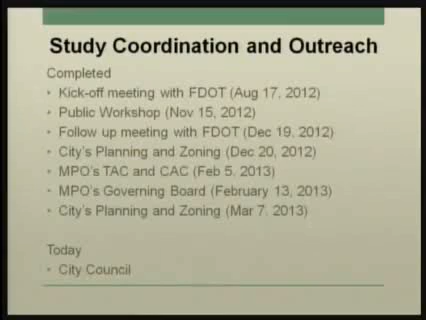 Study Coordination and Outreach
Completed
• Kick-off meeting with FDOT (Aug 17, 2012)
• Public Workshop (Nov 15, 2012)
• Follow up meeting with FDOT (Dec 19, 2012)
• City's Planning and Zoning (Dec 20, 2012)
• MPO's TAC and CAC (Feb 5, 2013)
• MPO's Governing Board (February 13, 2013)
• City's Planning and Zoning (Mar 7, 2013)
Today
• City Council